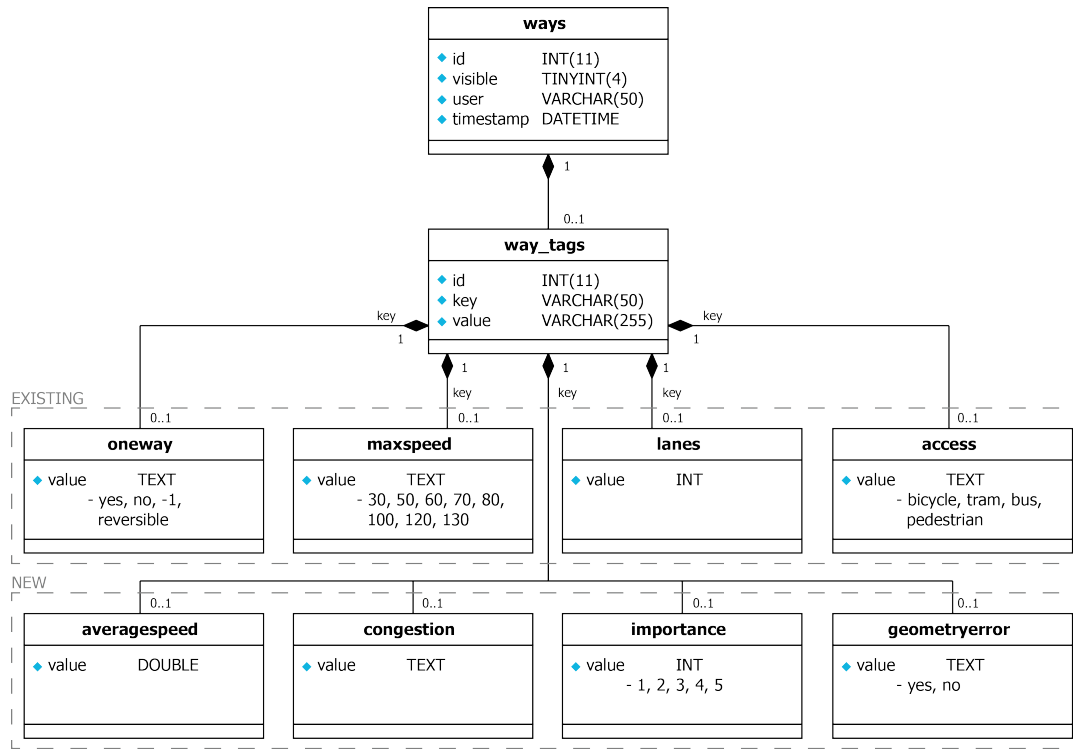 ways
id INT(11)
visible TINYINT(4)
user VARCHAR(50)
timestamp DATETIME
1
0..1
way_tags
id INT(11)
key VARCHAR(50)
value VARCHAR(255)
key
key
1
1
1
1
1
key
key
key
EXISTING
0..1
0..1
0..1
0..1
oneway
maxspeed
lanes
access
value TEXT
value TEXT
value INT
value TEXT
- yes, no, -1,
- 30, 50, 60, 70, 80,
- bicycle, tram, bus,
reversible
100, 120, 130
pedestrian
NEW
0..1
0..1
0..1
0..1
averagespeed
congestion
importance
geometryerror
value DOUBLE
value TEXT
value INT
value TEXT
- 1, 2, 3, 4, 5
- yes, no